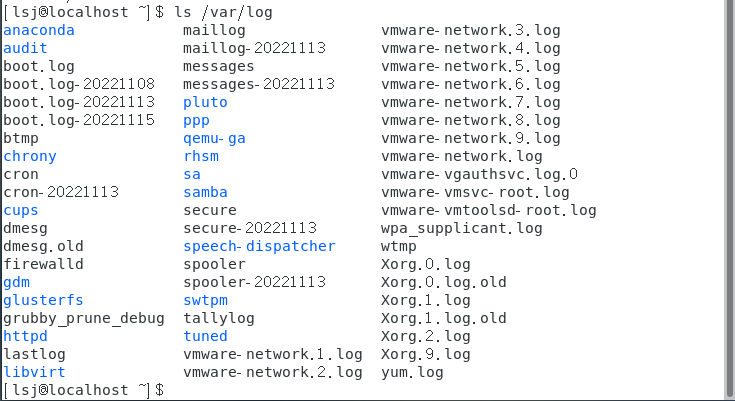 [lsj@localhost ~]$ ls /var/log
anaconda maillog vmware-network.3.log
audit maillog-20221113 vmware-network.4.log
boot.log messages vmware-network.5.log
boot.log-20221108 messages-20221113 vmware-network.6.log
boot.log-20221113 pluto vmware-network.7.log
boot.log-20221115 ppp vmware-network.8.log
btmp qemu-ga vmware-network.9.log
chrony rhsm vmware-network.log
cron sa vmware-vgauthsvc.log.0
cron-20221113 samba vmware-vmsvc-root.log
cups secure vmware-vmtoolsd-root.log
dmesg secure-20221113 wpa_supplicant.log
dmesg.old speech-dispatcher wtmp
firewalld spooler Xorg.0.log
gdm spooler-20221113 Xorg.0.log.old
glusterfs swtpm Xorg.1.log
grubby_prune_debug tallylog Xorg.1.log.old
httpd tuned Xorg.2.log
lastlog vmware-network.1.log Xorg.9.log
libvirt vmware-network.2.log yum.log
[lsj@localhost ~]$